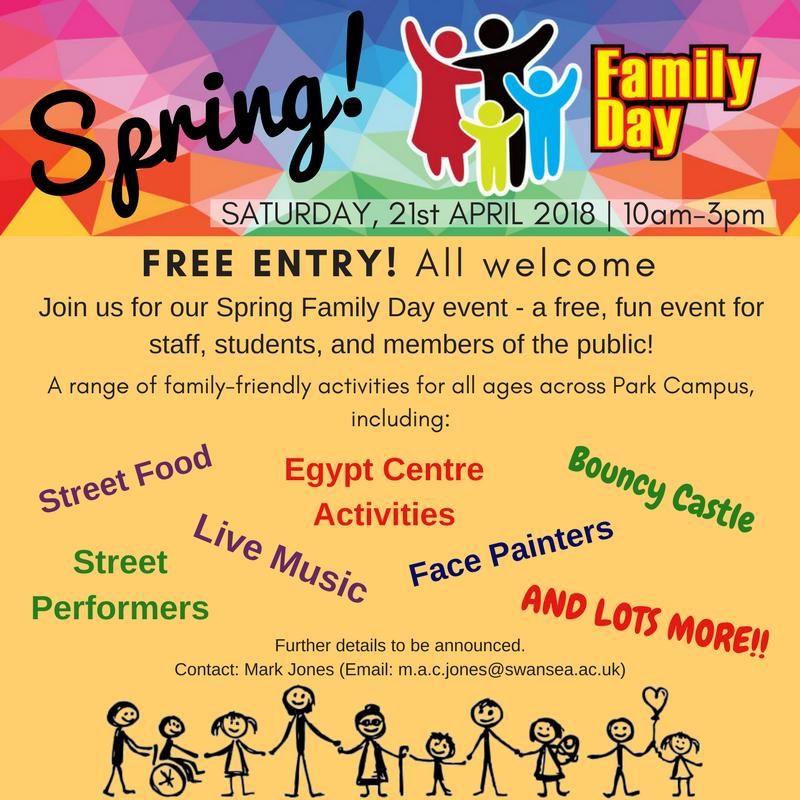 Spring!
Family
Day
SATURDAY, 21st APRIL 2018 | 10am-3pm
FREE ENTRY! All welcome
Join us for our Spring Family Day event - a free, fun event for
staff, students, and members of the public!
A range of family-friendly activities for all ages across Park Campus,
including:
Street Food
Egypt Centre
Activities
Bouncy Castle
Live Music
Face Painters
Street
Performers
AND LOTS MORE!!
Further details to be announced.
Contact: Mark Jones (Email: m.a.c.jones@swansea.ac.uk)